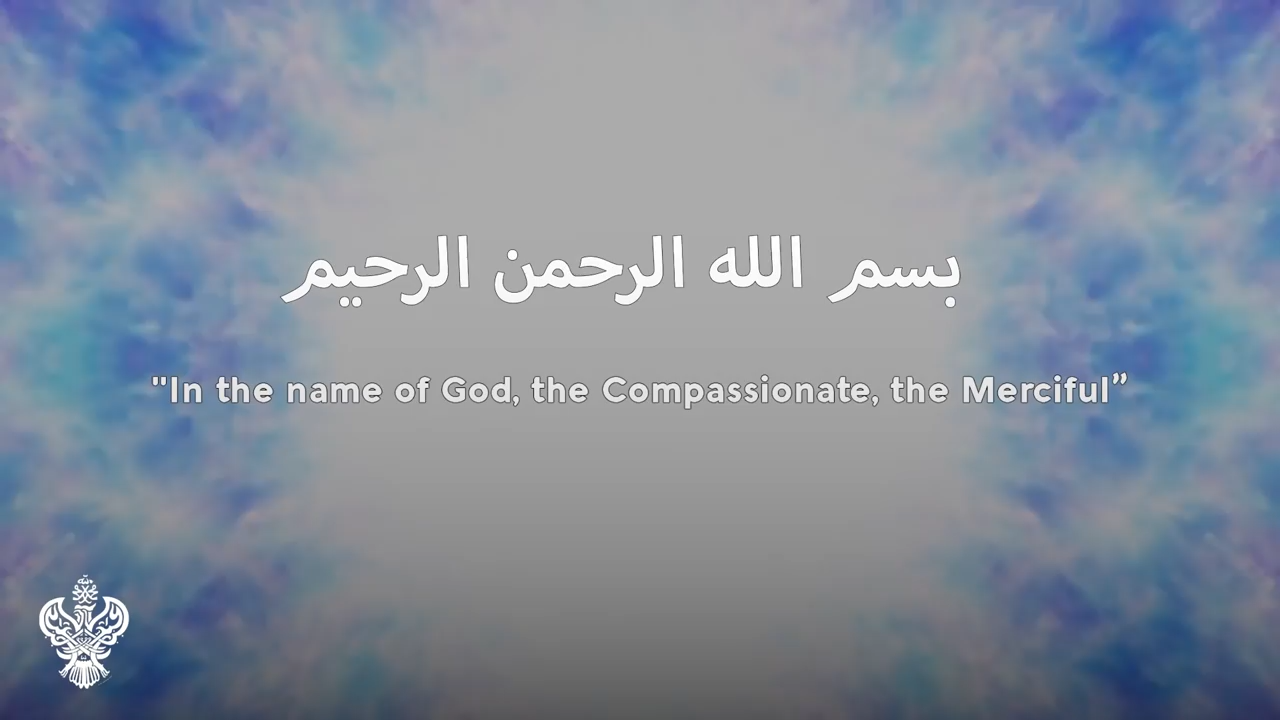 بسم الله الرحمن الرحيم
"In the name of God, the Compassionate, the Merciful”